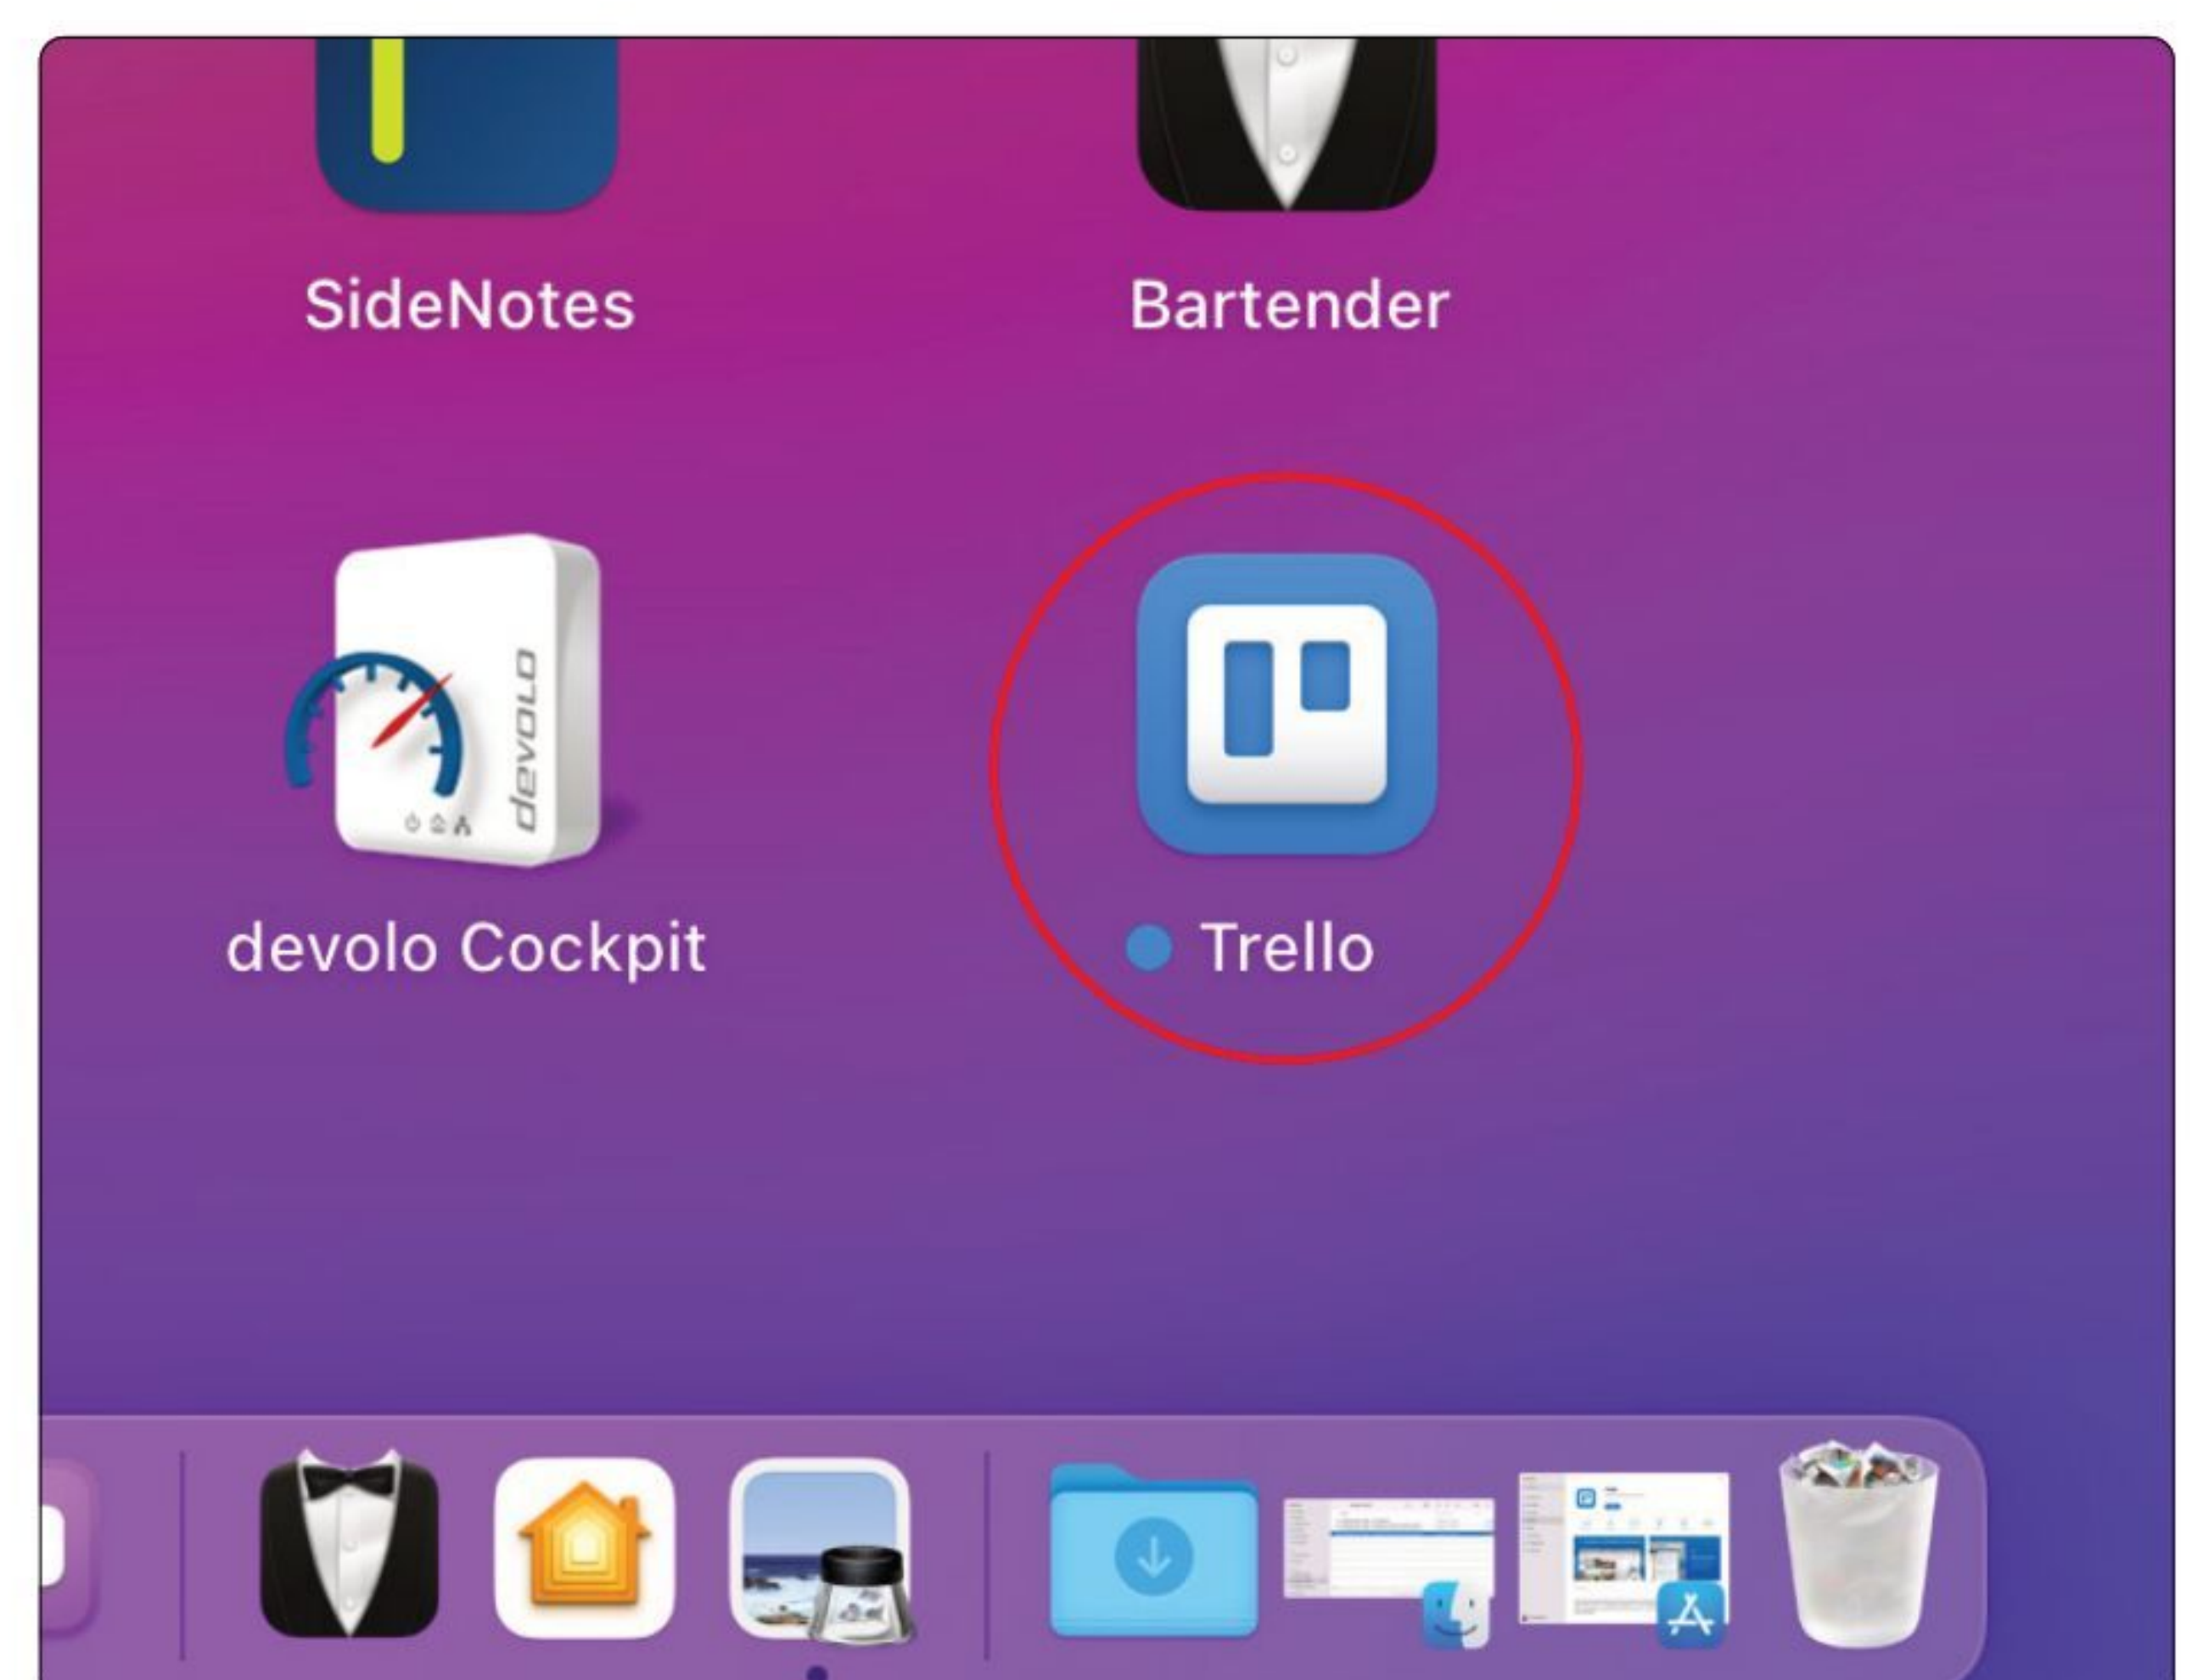 SideNotes
Bartender
devolo
devolo Cockpit
Trello